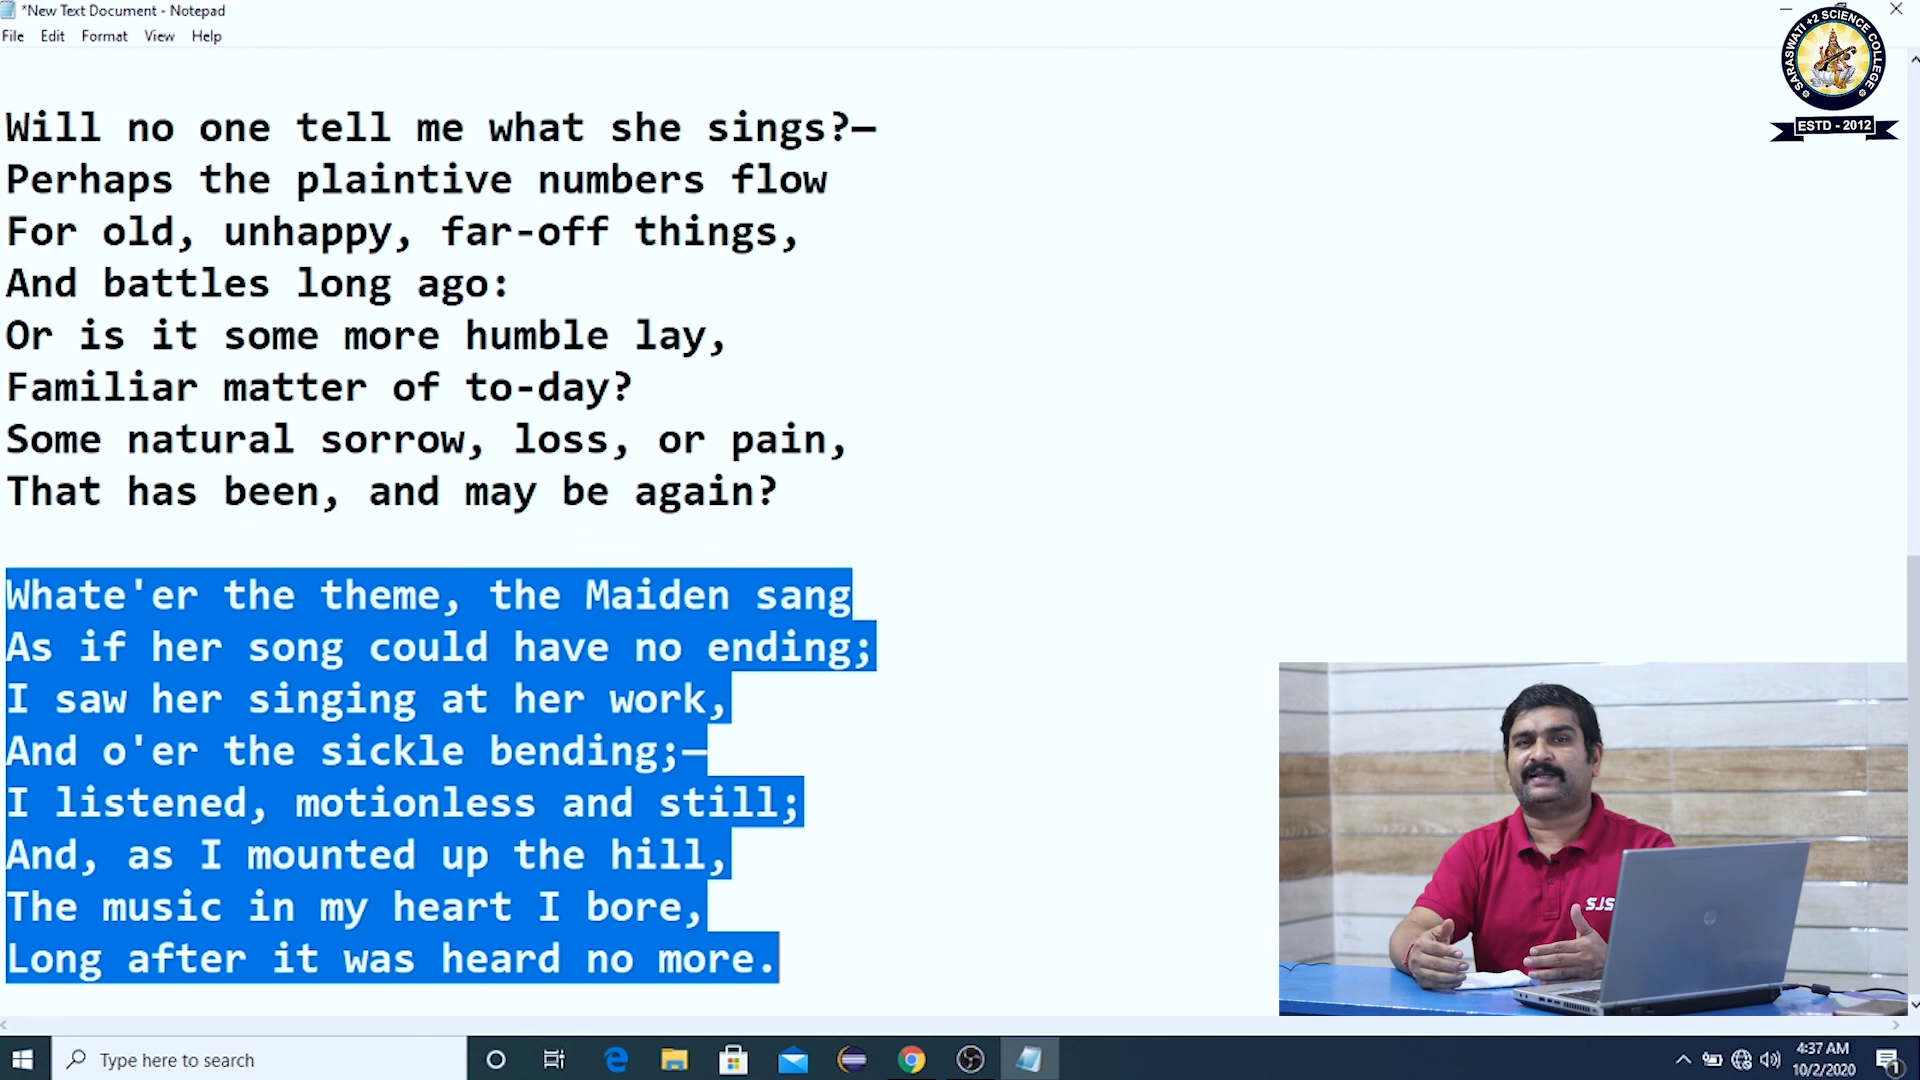 *New Text Document - Notepad
File Edit Format View Help
SARASWATI +2 SCIENCE COLLEGE
ESTD - 2012
Will no one tell me what she sings?—
Perhaps the plaintive numbers flow
For old, unhappy, far-off things,
And battles long ago:
Or is it some more humble lay,
Familiar matter of to-day?
Some natural sorrow, loss, or pain,
That has been, and may be again?
Whate'er the theme, the Maiden sang
As if her song could have no ending;
I saw her singing at her work,
And o'er the sickle bending;—
I listened, motionless and still;
And, as I mounted up the hill,
The music in my heart I bore,
Long after it was heard no more.
SJS
hp
Type here to search
4:37 AM
10/2/2020
1